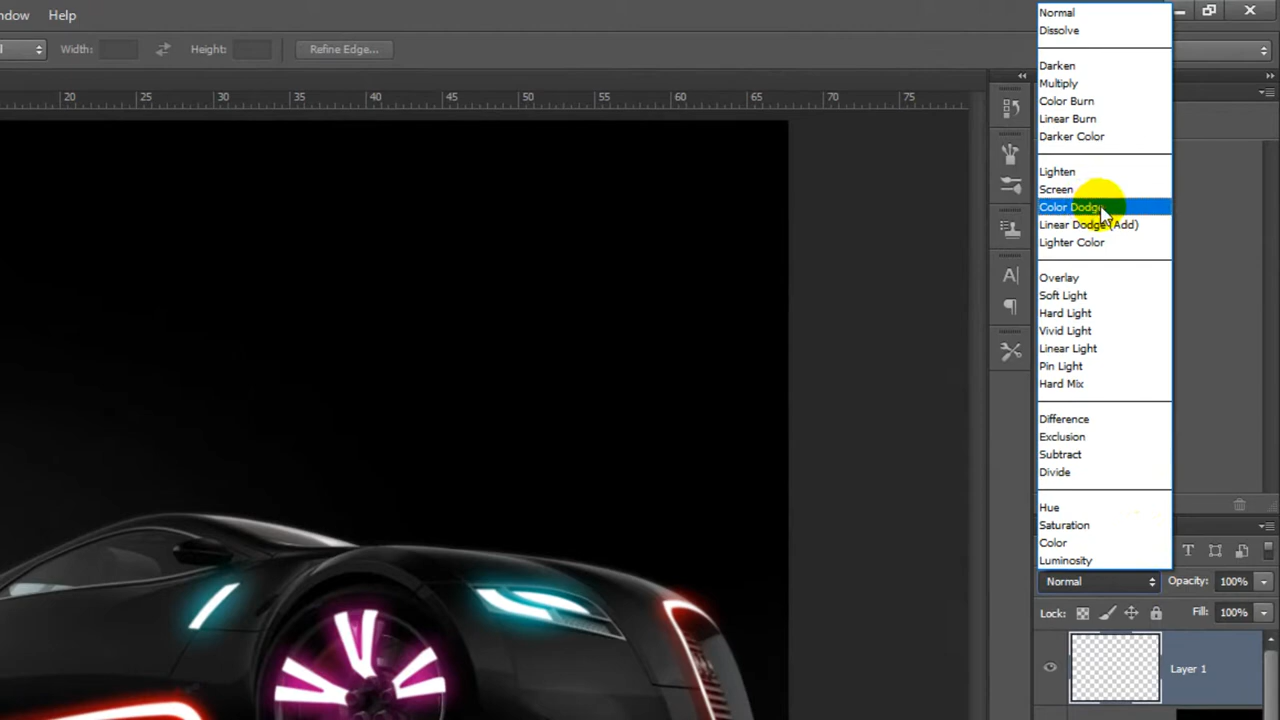 ndow Help
Width: Height: Refine Edge...
20 25 30 35 40 45 50 55 60 65 70 75
Normal
Dissolve
Darken
Multiply
Color Burn
Linear Burn
Darker Color
Lighten
Screen
Color Dodge
Linear Dodge (Add)
Lighter Color
Overlay
Soft Light
Hard Light
Vivid Light
Linear Light
Pin Light
Hard Mix
Difference
Exclusion
Subtract
Divide
Hue
Saturation
Color
Luminosity
Normal Opacity: 100%
Lock: Fill: 100%
Layer 1